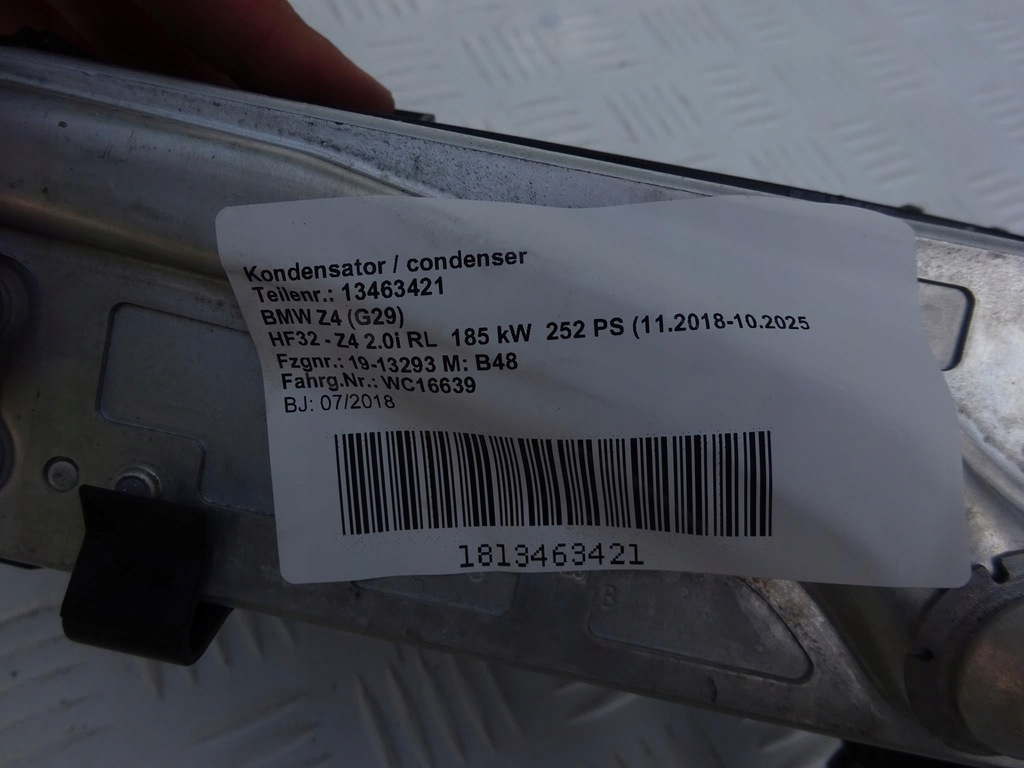 Kondensator / condenser
Teilenr.: 13463421
BMW Z4 (G29)
HF32 - Z4 2.0i RL 185 kW 252 PS (11.2018-10.2025
Fzgnr.: 19-13293 M: B48
Fahrg.Nr.: WC16639
BJ: 07/2018
1813463421
B